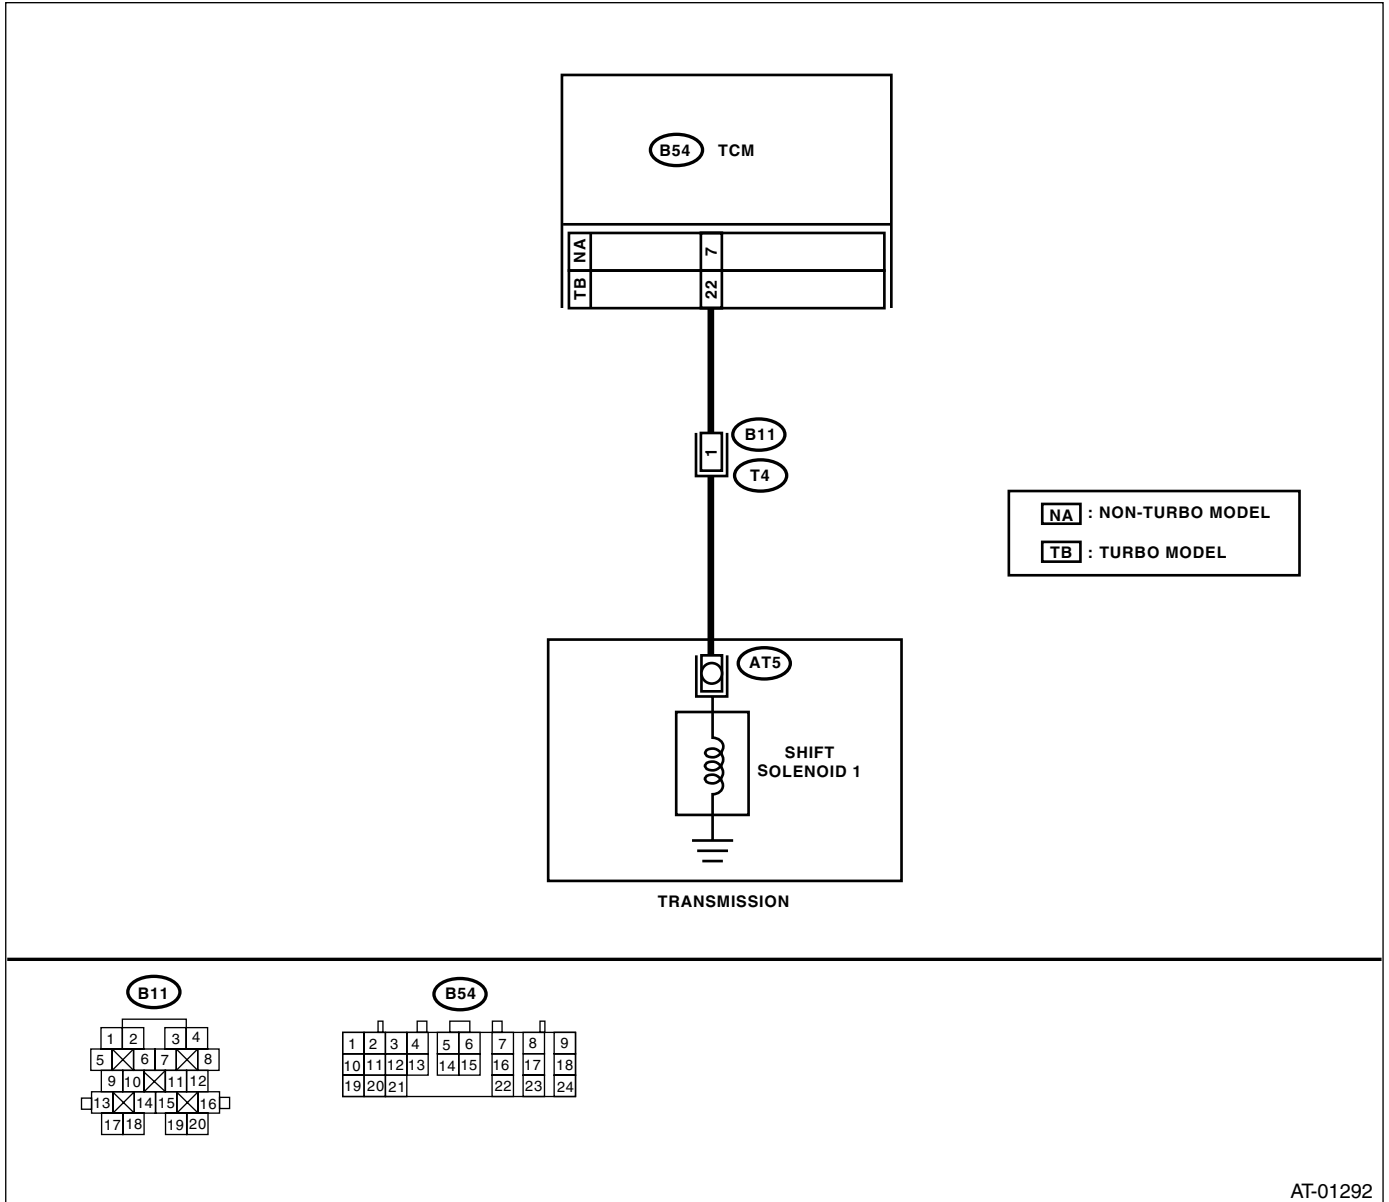 B54 TCM
NA 7
TB 22
B11
1
T4
NA : NON-TURBO MODEL
TB : TURBO MODEL
AT5
SHIFT
SOLENOID 1
TRANSMISSION
B11
1 2 3 4
5 6 7 8
9 10 11 12
13 14 15 16
17 18 19 20
B54
1 2 3 4 5 6 7 8 9
10 11 12 13 14 15 16 17 18
19 20 21 22 23 24
AT-01292